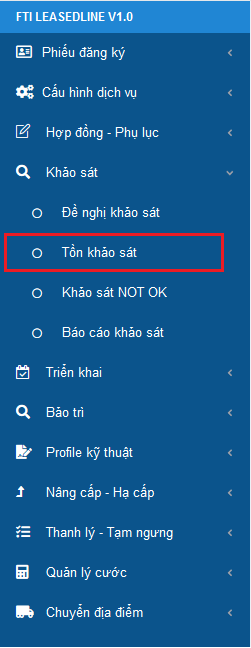 FTI LEASEDLINE V1.0
Phiếu đăng ký
Cấu hình dịch vụ
Hợp đồng - Phụ lục
Khảo sát
Đề nghị khảo sát
Tồn khảo sát
Khảo sát NOT OK
Báo cáo khảo sát
Triển khai
Bảo trì
Profile kỹ thuật
Nâng cấp - Hạ cấp
Thanh lý - Tạm ngưng
Quản lý cước
Chuyển địa điểm